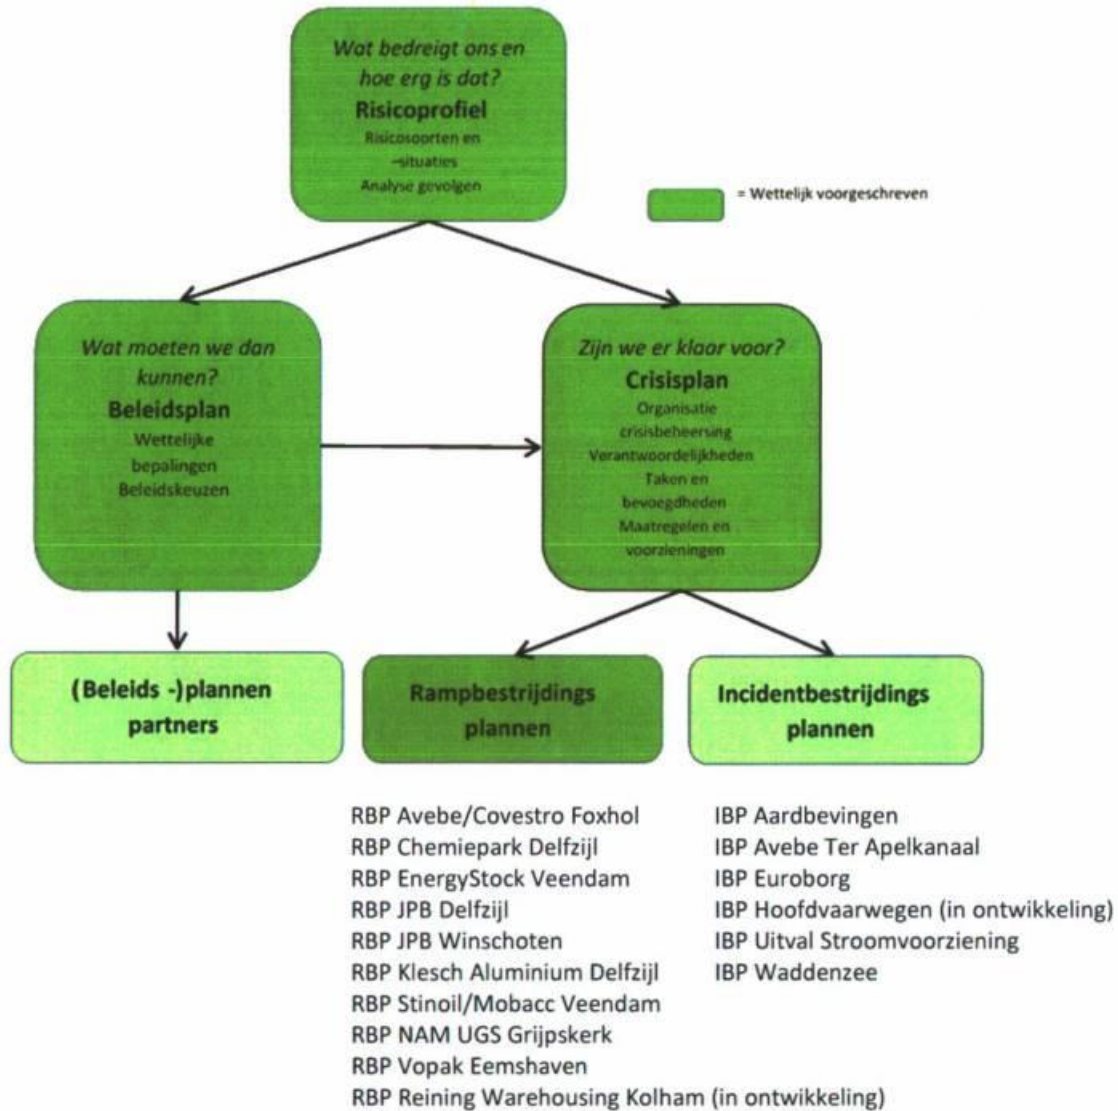 Wat bedreigt ons en
hoe erg is dat?
Risicoprofiel
Risicosoorten en
-situaties
Analyse gevolgen
= Wettelijk voorgeschreven
Wat moeten we dan
kunnen?
Beleidsplan
Wettelijke
bepalingen
Beleidskeuzen
Zijn we er klaar voor?
Crisisplan
Organisatie
crisisbeheersing
Verantwoordelijkheden
Taken en
bevoegdheden
Maatregelen en
voorzieningen
(Beleids -)plannen
partners
Rampbestrijdings
plannen
Incidentbestrijdings
plannen
RBP Avebe/Covestro Foxhol
RBP Chemiepark Delfzijl
RBP EnergyStock Veendam
RBP JPB Delfzijl
RBP JPB Winschoten
RBP Klesch Aluminium Delfzijl
RBP Stinoil/Mobacc Veendam
RBP NAM UGS Grijpskerk
RBP Vopak Eemshaven
RBP Reining Warehousing Kolham (in ontwikkeling)
IBP Aardbevingen
IBP Avebe Ter Apelkanaal
IBP Euroborg
IBP Hoofdvaarwegen (in ontwikkeling)
IBP Uitval Stroomvoorziening
IBP Waddenzee